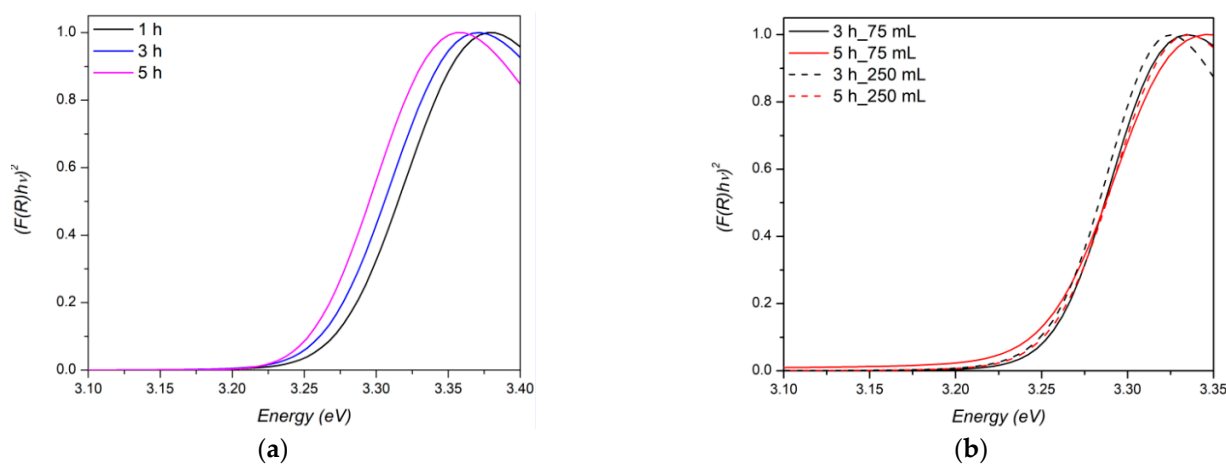 1 h
3 h
5 h
(F(R)hν)²
1.0
0.8
0.6
0.4
0.2
0.0
3.10 3.15 3.20 3.25 3.30 3.35 3.40
Energy (eV)
(a)
3 h_75 mL
5 h_75 mL
3 h_250 mL
5 h_250 mL
(F(R)hν)²
1.0
0.8
0.6
0.4
0.2
0.0
3.10 3.15 3.20 3.25 3.30 3.35
Energy (eV)
(b)